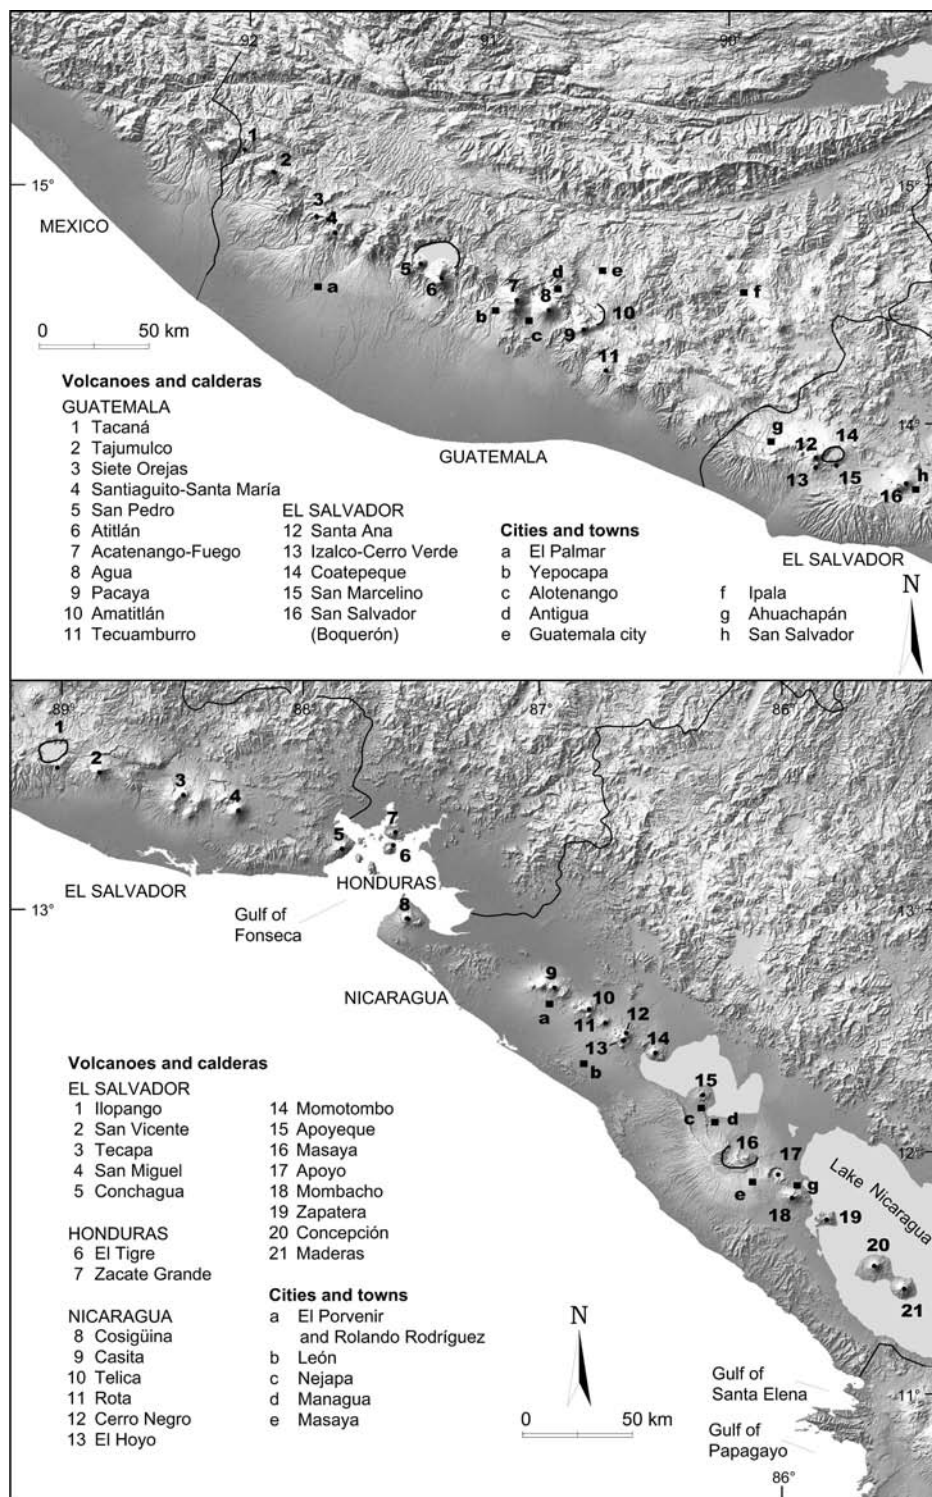 92
91
90
1
2
15°
15°
3
MEXICO
4
5
d
e
6
a
7
8
f
10
0
50 km
b
c
9
11
Volcanoes and calderas
GUATEMALA
1 Tacaná
2 Tajumulco
3 Siete Orejas
4 Santiaguito-Santa María
5 San Pedro
6 Atitlán
7 Acatenango-Fuego
8 Agua
9 Pacaya
10 Amatitlán
11 Tecuamburro
EL SALVADOR
12 Santa Ana
13 Izalco-Cerro Verde
14 Coatepeque
15 San Marcelino
16 San Salvador
(Boquerón)
GUATEMALA
g
14°
12
14
13
15
h
16
EL SALVADOR
Cities and towns
a El Palmar
b Yepocapa
c Alotenango
d Antigua
e Guatemala city
f Ipala
g Ahuachapán
h San Salvador
N
89°
88
87
86
1
2
3
4
7
5
6
EL SALVADOR
HONDURAS
13°
13
Gulf of
Fonseca
8
NICARAGUA
9
10
a
11
12
13
14
b
15
c
d
16
17
12°
e
g
18
19
Lake Nicaragua
20
21
Volcanoes and calderas
EL SALVADOR
1 Ilopango
2 San Vicente
3 Tecapa
4 San Miguel
5 Conchagua
HONDURAS
6 El Tigre
7 Zacate Grande
NICARAGUA
8 Cosigüina
9 Casita
10 Telica
11 Rota
12 Cerro Negro
13 El Hoyo
14 Momotombo
15 Apoyeque
16 Masaya
17 Apoyo
18 Mombacho
19 Zapatera
20 Concepción
21 Maderas
Cities and towns
a El Porvenir
and Rolando Rodríguez
b León
c Nejapa
d Managua
e Masaya
N
0
50 km
Gulf of
Santa Elena
11°
Gulf of
Papagayo
86°